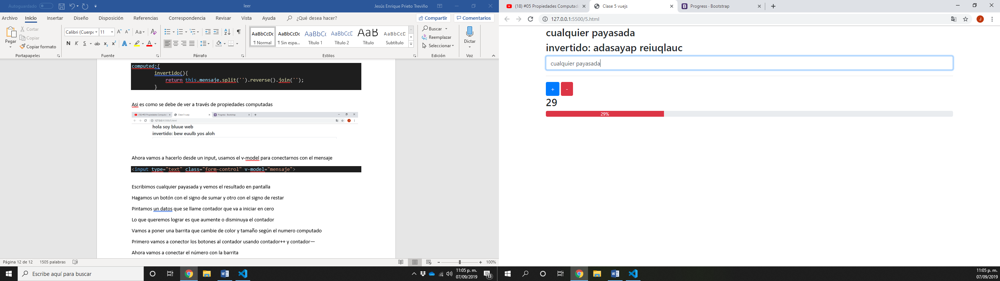 Autoguardado
leer
Jesús Enrique Prieto Treviño
Archivo Inicio Insertar Diseño Disposición Referencias Correspondencia Revisar Vista Ayuda ¿Qué desea hacer? Compartir Comentarios
Pegar
Cortar
Copiar
Copiar formato
Portapapeles
Calibri (Cuerpo 11
N K S ab x₂ x²
Fuente
Párrafo
AaBbCcDc AaBbCcDc AaBbCc AaBbCcD AaB AaBbCcD
¶ Normal ¶ Sin espa... Título 1 Título 2 Título Subtítulo
Estilos
Buscar
Reemplazar
Seleccionar
Edición
Dictar
Voz
computed:{
invertido(){
return this.mensaje.split('').reverse().join('');
}
Asi es como se debe de ver a través de propiedades computadas
(18) #05 Propiedades Computad Clase 5 vuejs Progress · Bootstrap
127.0.0.1:5500/5.html
hola soy bluue web
invertido: bew euulb yos aloh
Ahora vamos a hacerlo desde un input, usamos el v-model para conectarnos con el mensaje
<input type="text" class="form-control" v-model="mensaje">
Escribimos cualquier payasada y vemos el resultado en pantalla
Hagamos un botón con el signo de sumar y otro con el signo de restar
Pintamos un datos que se llame contador que va a iniciar en cero
Lo que queremos lograr es que aumente o disminuya el contador
Vamos a poner una barrita que cambie de color y tamaño según el numero computado
Primero vamos a conector los botones al contador usando contador++ y contador—
Ahora vamos a conectar el número con la barrita
Página 12 de 12 1505 palabras
100%
Escribe aquí para buscar
11:05 p. m.
07/09/2019
13
(18) #05 Propiedades Computad Clase 5 vuejs Progress · Bootstrap
127.0.0.1:5500/5.html
J
cualquier payasada
invertido: adasayap reiuqlauc
cualquier payasada
+ -
29
29%
11:05 p. m.
07/09/2019